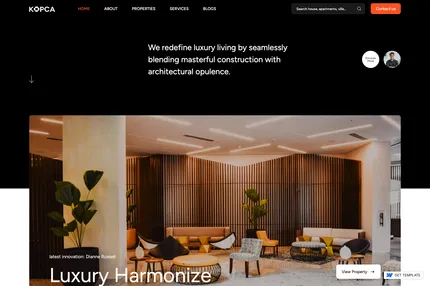 KOPCA
HOME
ABOUT
PROPERTIES
SERVICES
BLOGS
Search house, apartments, villa...
Contact us
We redefine luxury living by seamlessly
blending masterful construction with
architectural opulence.
latest innovation: Dianne Russell
Luxury Harmonize
View Property
GET TEMPLATE